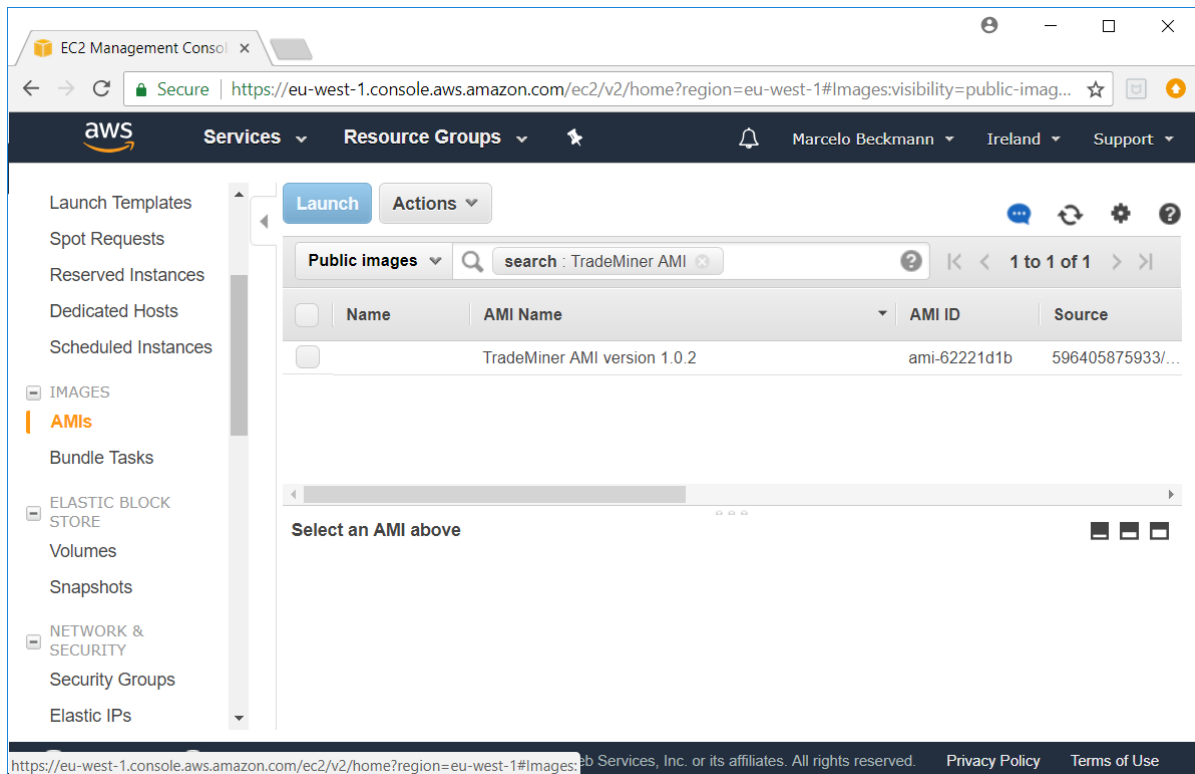 EC2 Management Consol
Secure | https://eu-west-1.console.aws.amazon.com/ec2/v2/home?region=eu-west-1#Images:visibility=public-imag...
aws Services Resource Groups Marcelo Beckmann Ireland Support
Launch Templates
Spot Requests
Reserved Instances
Dedicated Hosts
Scheduled Instances
IMAGES
AMIs
Bundle Tasks
ELASTIC BLOCK
STORE
Volumes
Snapshots
NETWORK &
SECURITY
Security Groups
Elastic IPs
Launch Actions
Public images search : TradeMiner AMI 1 to 1 of 1
Name AMI Name AMI ID Source
TradeMiner AMI version 1.0.2 ami-62221d1b 596405875933/...
Select an AMI above
https://eu-west-1.console.aws.amazon.com/ec2/v2/home?region=eu-west-1#Images:
Services, Inc. or its affiliates. All rights reserved. Privacy Policy Terms of Use